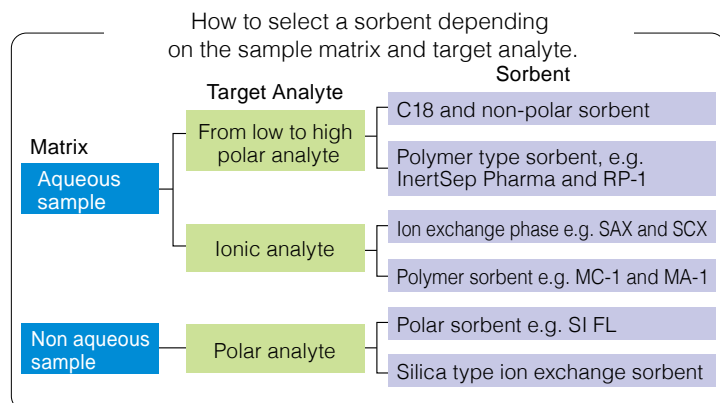 How to select a sorbent depending
on the sample matrix and target analyte.
Sorbent
Target Analyte
Matrix
Aqueous
sample
From low to high
polar analyte
C18 and non-polar sorbent
Polymer type sorbent, e.g.
InertSep Pharma and RP-1
Ionic analyte
Ion exchange phase e.g. SAX and SCX
Polymer sorbent e.g. MC-1 and MA-1
Non aqueous
sample
Polar analyte
Polar sorbent e.g. SI FL
Silica type ion exchange sorbent